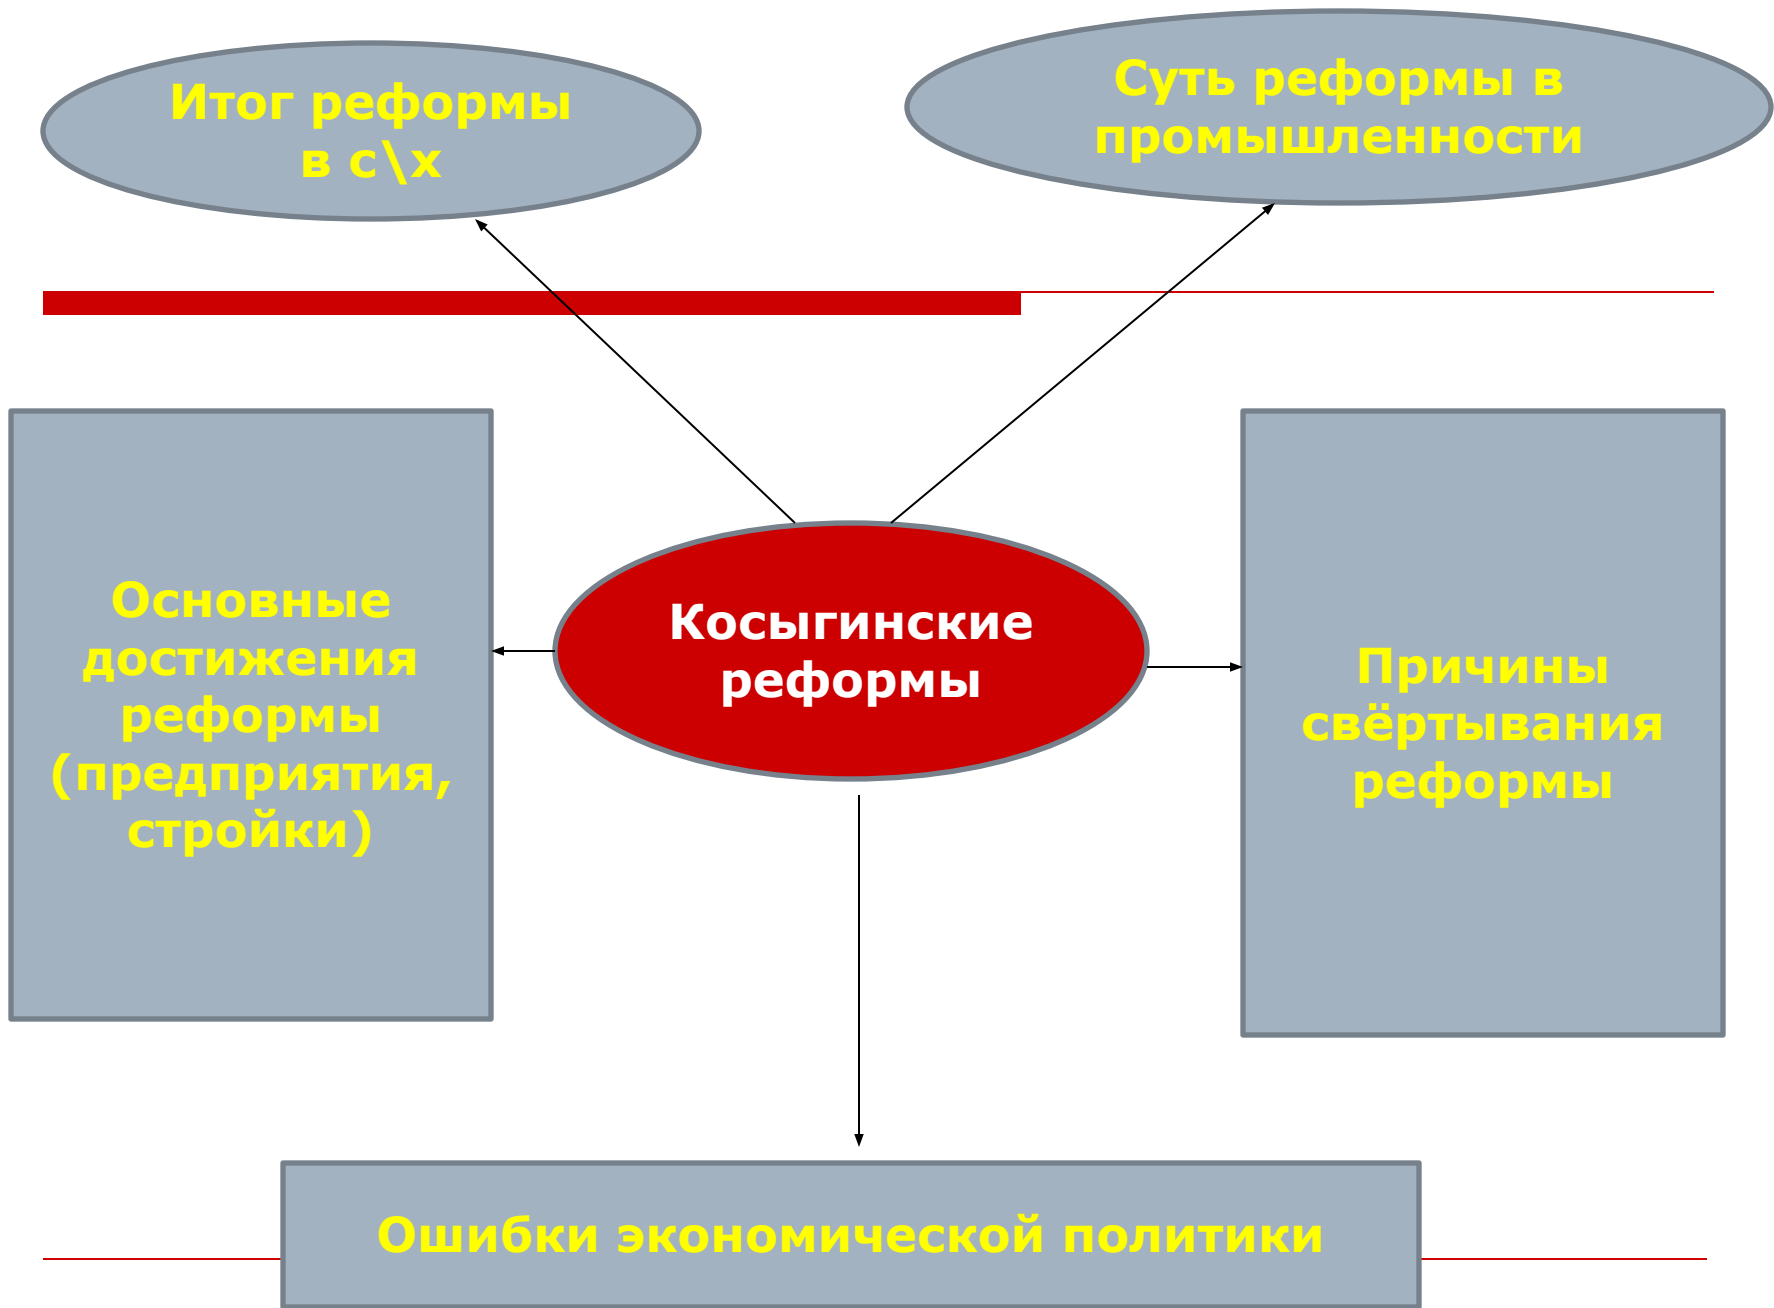 Итог реформы
в с\х
Суть реформы в
промышленности
Основные
достижения
реформы
(предприятия,
стройки)
Косыгинские
реформы
Причины
свёртывания
реформы
Ошибки экономической политики